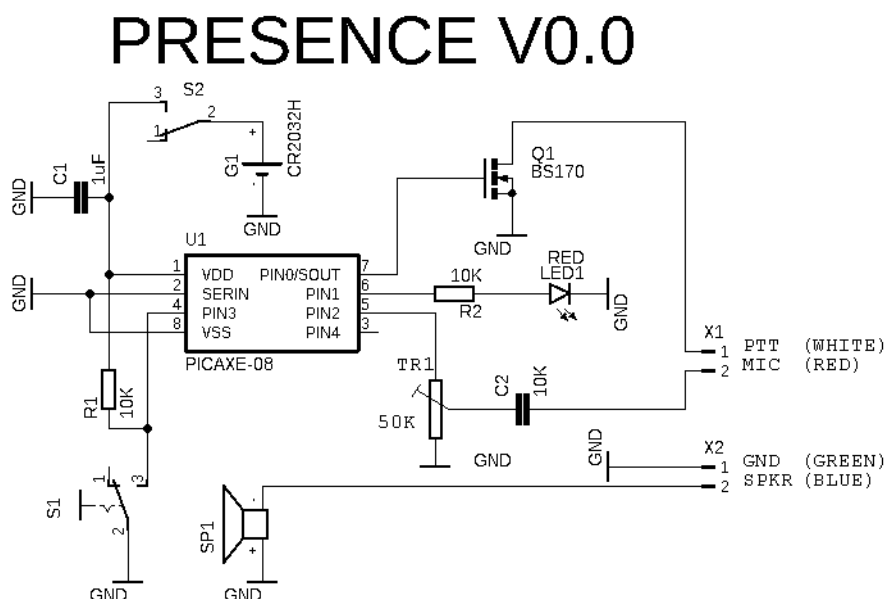 PRESENCE V0.0
3
S2
2
1
+
G1
-
CR2032H
GND
C1
1uF
GND
Q1
BS170
GND
U1
1 VDD PIN0/SOUT 7
2 SERIN PIN1 6
4 PIN3 PIN2 5
8 VSS PIN4 3
PICAXE-08
GND
10K
R2
RED
LED1
GND
X1
1 PTT (WHITE)
2 MIC (RED)
TR1
50K
C2
10K
GND
R1
10K
GND
X2
1 GND (GREEN)
2 SPKR (BLUE)
S1
1
3
2
GND
SP1
-
+
GND